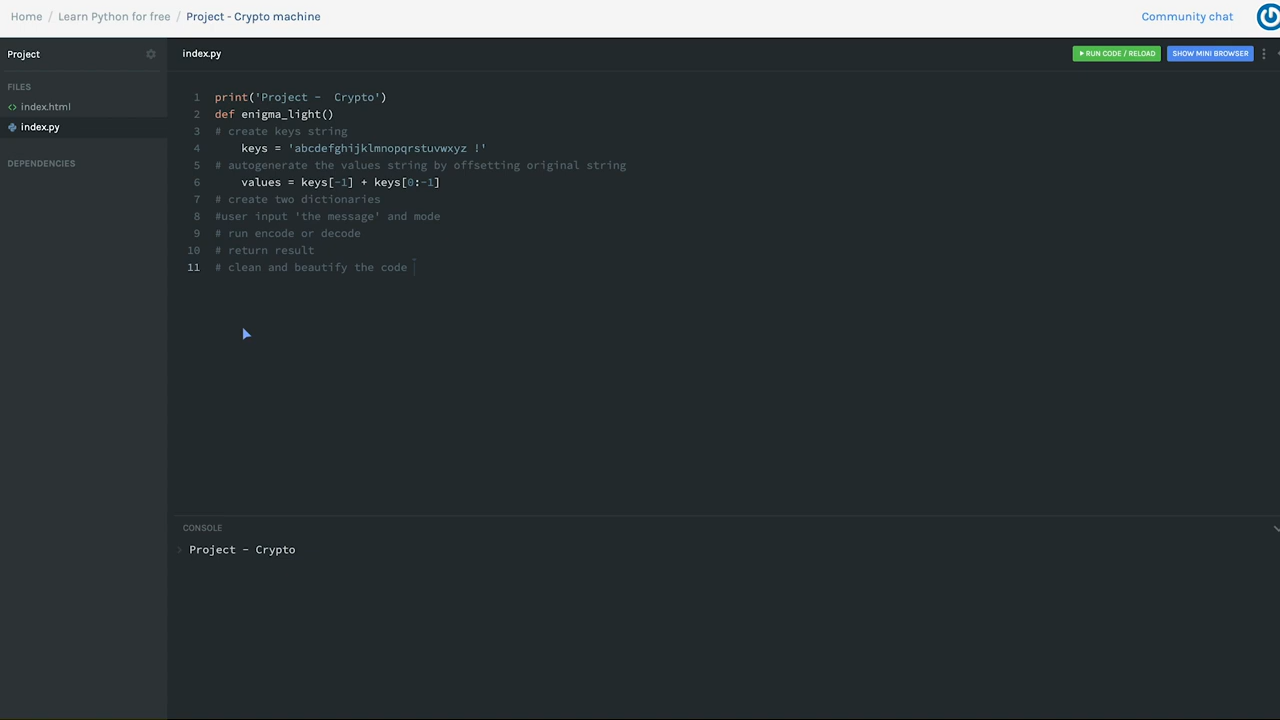 Home / Learn Python for free / Project - Crypto machine
Community chat
Project
index.py
RUN CODE / RELOAD
SHOW MINI BROWSER
FILES
<> index.html
index.py
DEPENDENCIES
1 print('Project -  Crypto')
2 def enigma_light()
3 # create keys string
4     keys = 'abcdefghijklmnopqrstuvwxyz !'
5 # autogenerate the values string by offsetting original string
6     values = keys[-1] + keys[0:-1]
7 # create two dictionaries
8 #user input 'the message' and mode
9 # run encode or decode
10 # return result
11 # clean and beautify the code
CONSOLE
› Project - Crypto